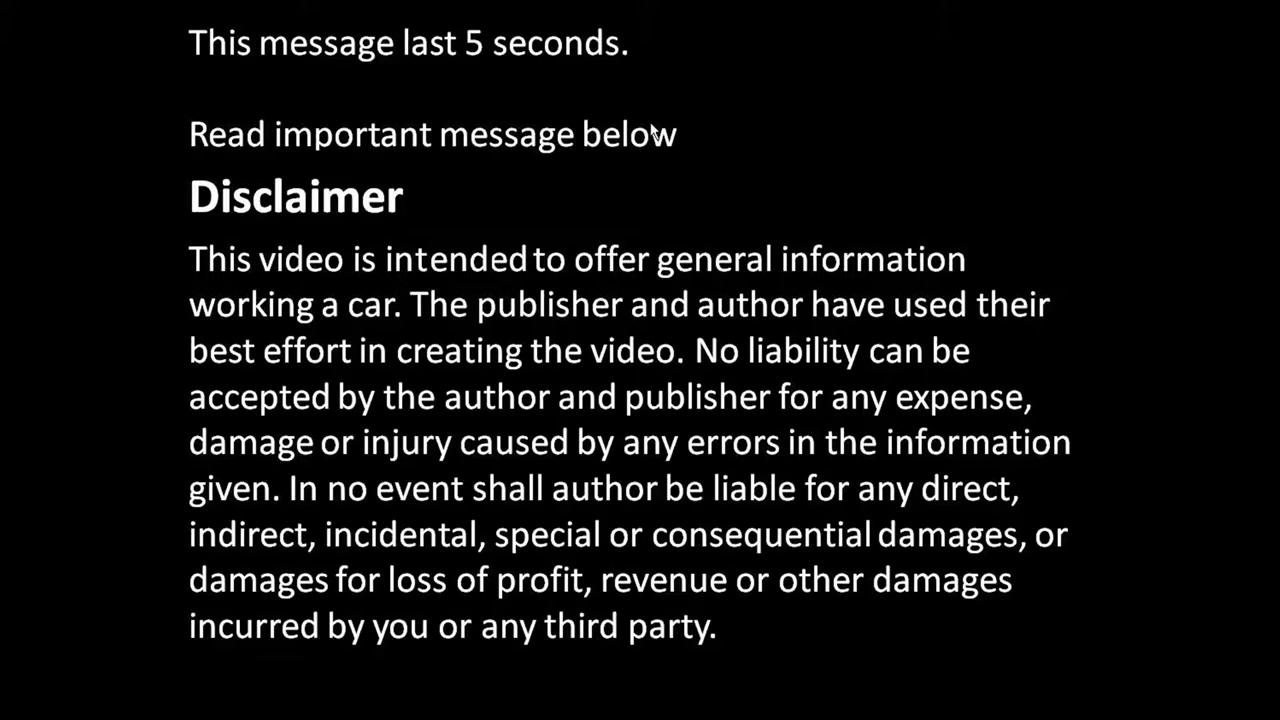 This message last 5 seconds.
Read important message below
Disclaimer
This video is intended to offer general information
working a car. The publisher and author have used their
best effort in creating the video. No liability can be
accepted by the author and publisher for any expense,
damage or injury caused by any errors in the information
given. In no event shall author be liable for any direct,
indirect, incidental, special or consequential damages, or
damages for loss of profit, revenue or other damages
incurred by you or any third party.